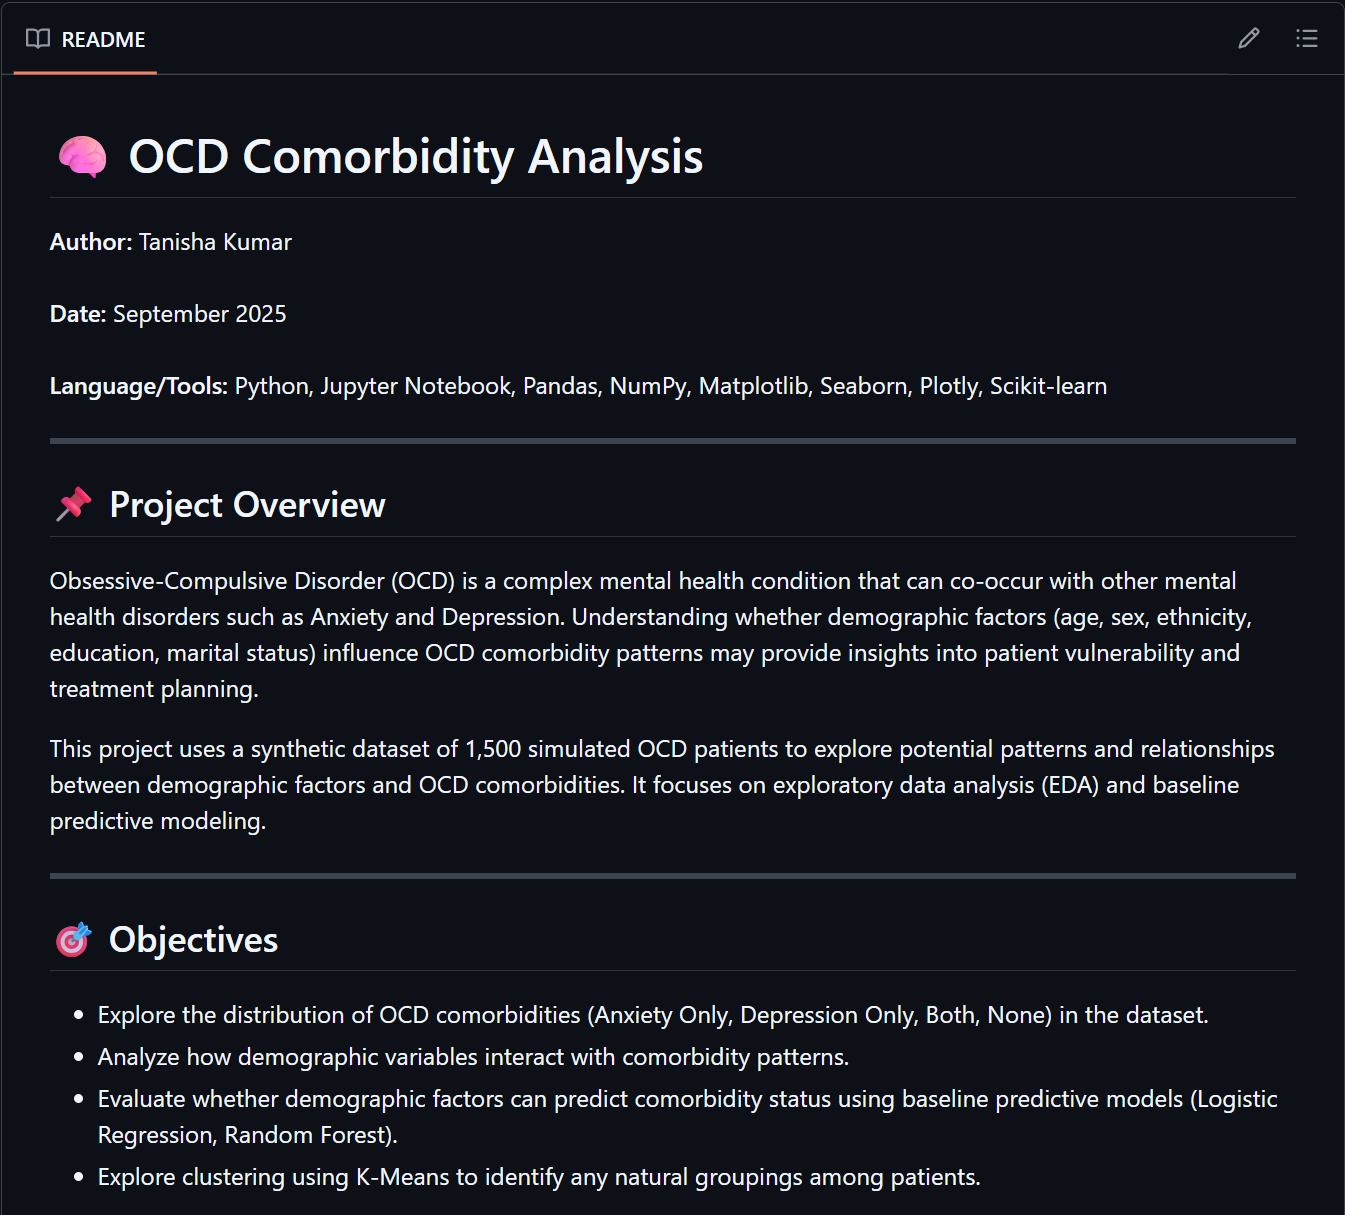 README
OCD Comorbidity Analysis
Author: Tanisha Kumar
Date: September 2025
Language/Tools: Python, Jupyter Notebook, Pandas, NumPy, Matplotlib, Seaborn, Plotly, Scikit-learn
Project Overview
Obsessive-Compulsive Disorder (OCD) is a complex mental health condition that can co-occur with other mental
health disorders such as Anxiety and Depression. Understanding whether demographic factors (age, sex, ethnicity,
education, marital status) influence OCD comorbidity patterns may provide insights into patient vulnerability and
treatment planning.
This project uses a synthetic dataset of 1,500 simulated OCD patients to explore potential patterns and relationships
between demographic factors and OCD comorbidities. It focuses on exploratory data analysis (EDA) and baseline
predictive modeling.
Objectives
• Explore the distribution of OCD comorbidities (Anxiety Only, Depression Only, Both, None) in the dataset.
• Analyze how demographic variables interact with comorbidity patterns.
• Evaluate whether demographic factors can predict comorbidity status using baseline predictive models (Logistic
Regression, Random Forest).
• Explore clustering using K-Means to identify any natural groupings among patients.